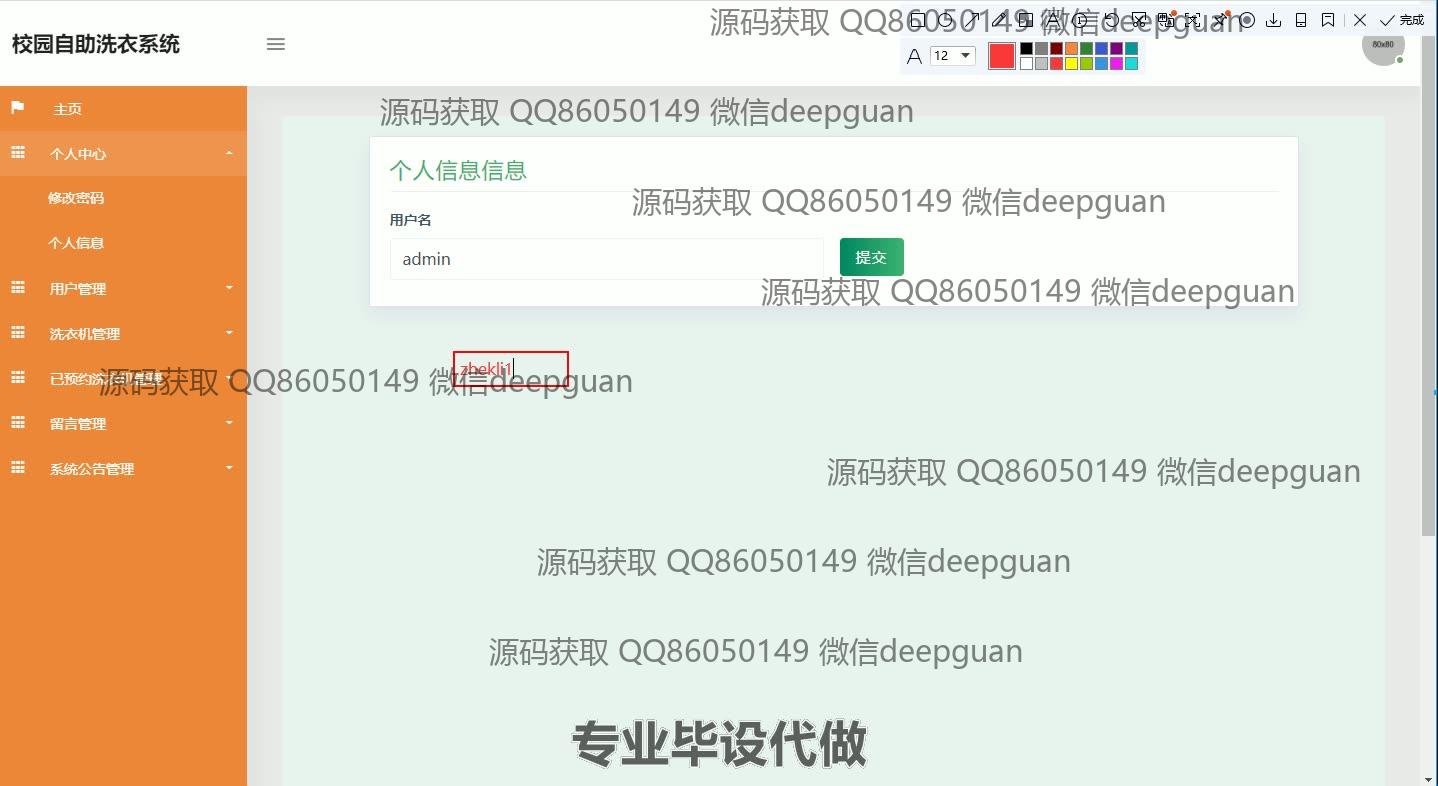 源码获取 QQ86050149 微信deepguan
完成
校园自助洗衣系统
12
80x80
主页
源码获取 QQ86050149 微信deepguan
个人中心
个人信息信息
修改密码
源码获取 QQ86050149 微信deepguan
用户名
个人信息
admin
提交
用户管理
源码获取 QQ86050149 微信deepguan
洗衣机管理
zhekli1
已预约洗衣机管理
源码获取 QQ86050149 微信deepguan
留言管理
系统公告管理
源码获取 QQ86050149 微信deepguan
源码获取 QQ86050149 微信deepguan
源码获取 QQ86050149 微信deepguan
专业毕设代做